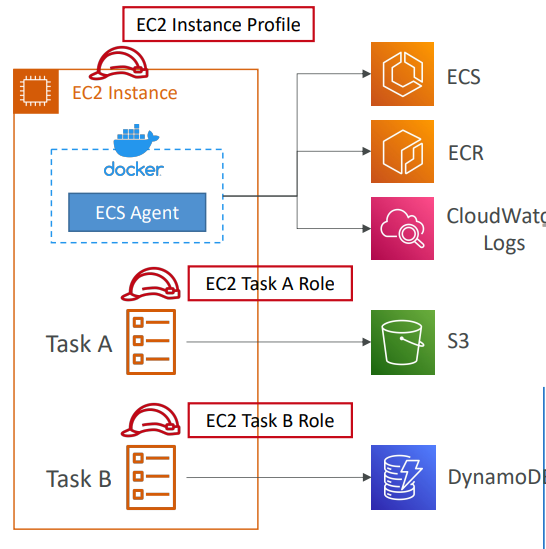 EC2 Instance Profile
EC2 Instance
docker
ECS Agent
ECS
ECR
CloudWatc
Logs
EC2 Task A Role
Task A
S3
EC2 Task B Role
Task B
DynamoDB